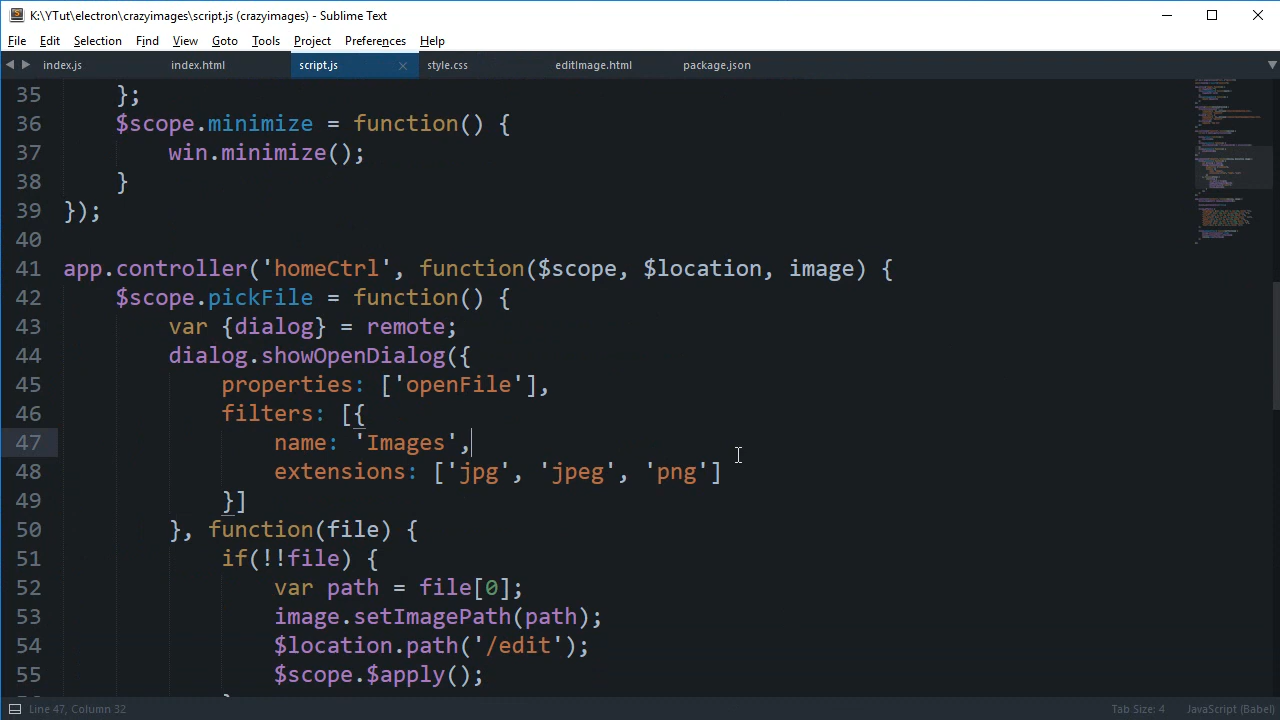 K:\YTut\electron\crazyimages\script.js (crazyimages) - Sublime Text
File Edit Selection Find View Goto Tools Project Preferences Help
index.js index.html script.js style.css editImage.html package.json
35 };
36 $scope.minimize = function() {
37 win.minimize();
38 }
39 });
40
41 app.controller('homeCtrl', function($scope, $location, image) {
42 $scope.pickFile = function() {
43 var {dialog} = remote;
44 dialog.showOpenDialog({
45 properties: ['openFile'],
46 filters: [{
47 name: 'Images',
48 extensions: ['jpg', 'jpeg', 'png']
49 }]
50 }, function(file) {
51 if(!!file) {
52 var path = file[0];
53 image.setImagePath(path);
54 $location.path('/edit');
55 $scope.$apply();
Line 47, Column 32 Tab Size: 4 JavaScript (Babel)